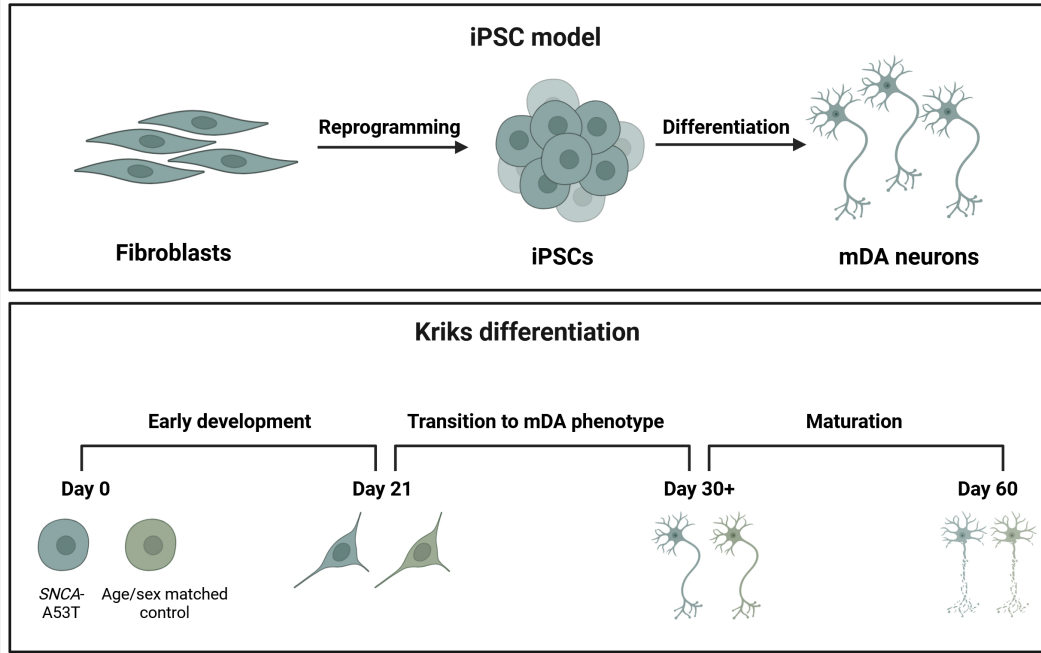 iPSC model
Reprogramming
Differentiation
Fibroblasts
iPSCs
mDA neurons
Kriks differentiation
Early development
Transition to mDA phenotype
Maturation
Day 0
Day 21
Day 30+
Day 60
SNCA-
A53T
Age/sex matched
control